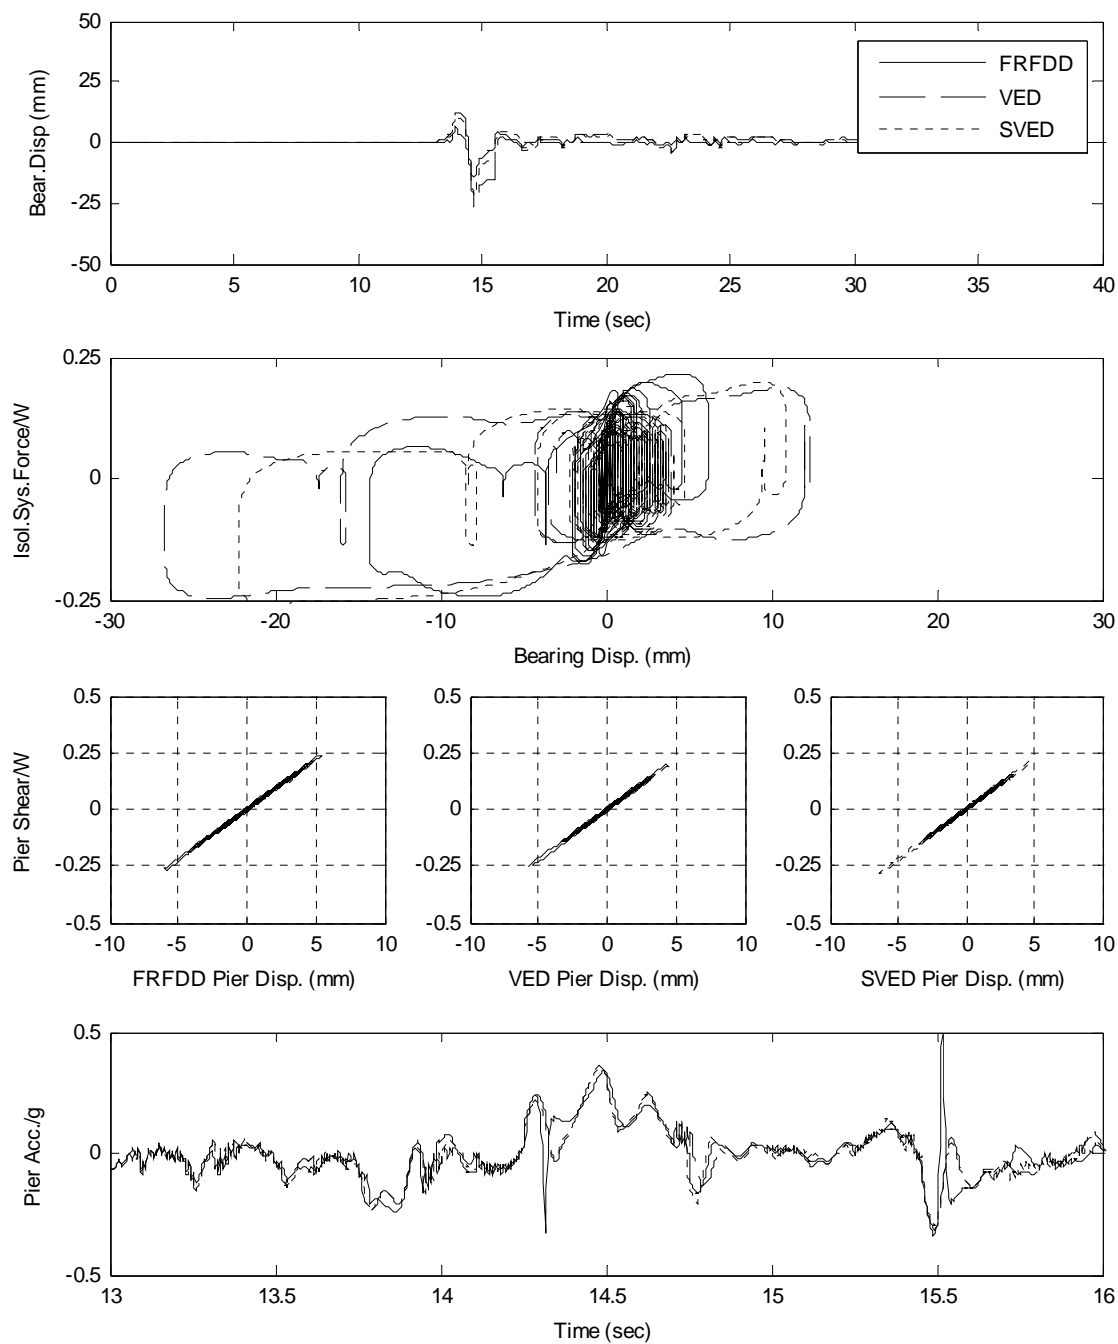 50
25
0
-25
-50
Bear.Disp (mm)
FRFDD
VED
SVED
0 5 10 15 20 25 30 35 40
Time (sec)
0.25
0
-0.25
Isol.Sys.Force/W
-30 -20 -10 0 10 20 30
Bearing Disp. (mm)
0.5 0.5 0.5
0.25 0.25 0.25
0 0 0
-0.25 -0.25 -0.25
-0.5 -0.5 -0.5
Pier Shear/W
-10 -5 0 5 10 -10 -5 0 5 10 -10 -5 0 5 10
FRFDD Pier Disp. (mm) VED Pier Disp. (mm) SVED Pier Disp. (mm)
0.5
0
-0.5
Pier Acc./g
13 13.5 14 14.5 15 15.5 16
Time (sec)